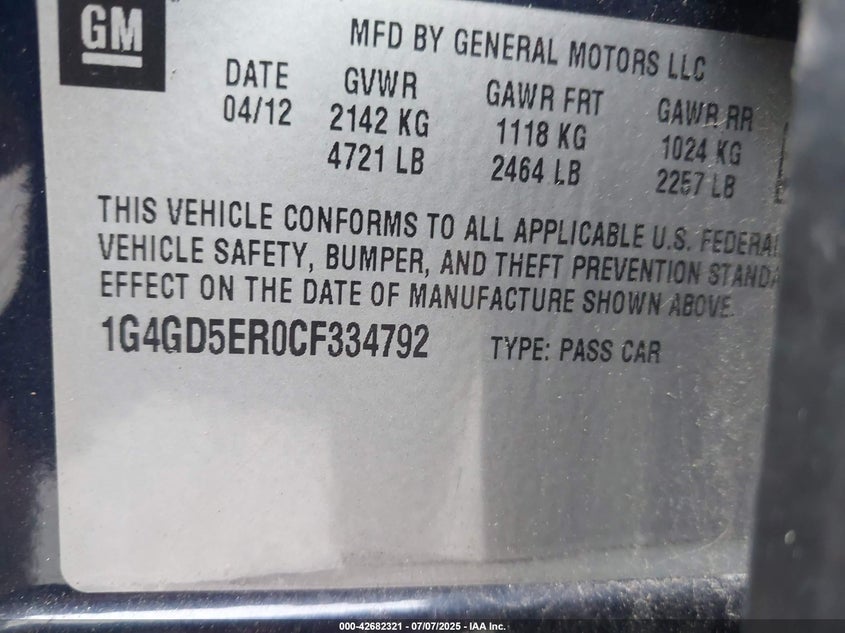 GM
MFD BY GENERAL MOTORS LLC
DATE GVWR GAWR FRT GAWR RR
04/12 2142 KG 1118 KG 1024 KG
4721 LB 2464 LB 2257 LB
THIS VEHICLE CONFORMS TO ALL APPLICABLE U.S. FEDERAL
VEHICLE SAFETY, BUMPER, AND THEFT PREVENTION STANDA
EFFECT ON THE DATE OF MANUFACTURE SHOWN ABOVE.
1G4GD5ER0CF334792 TYPE: PASS CAR
000-42682321 / 07/07/2025 - IAA Inc.